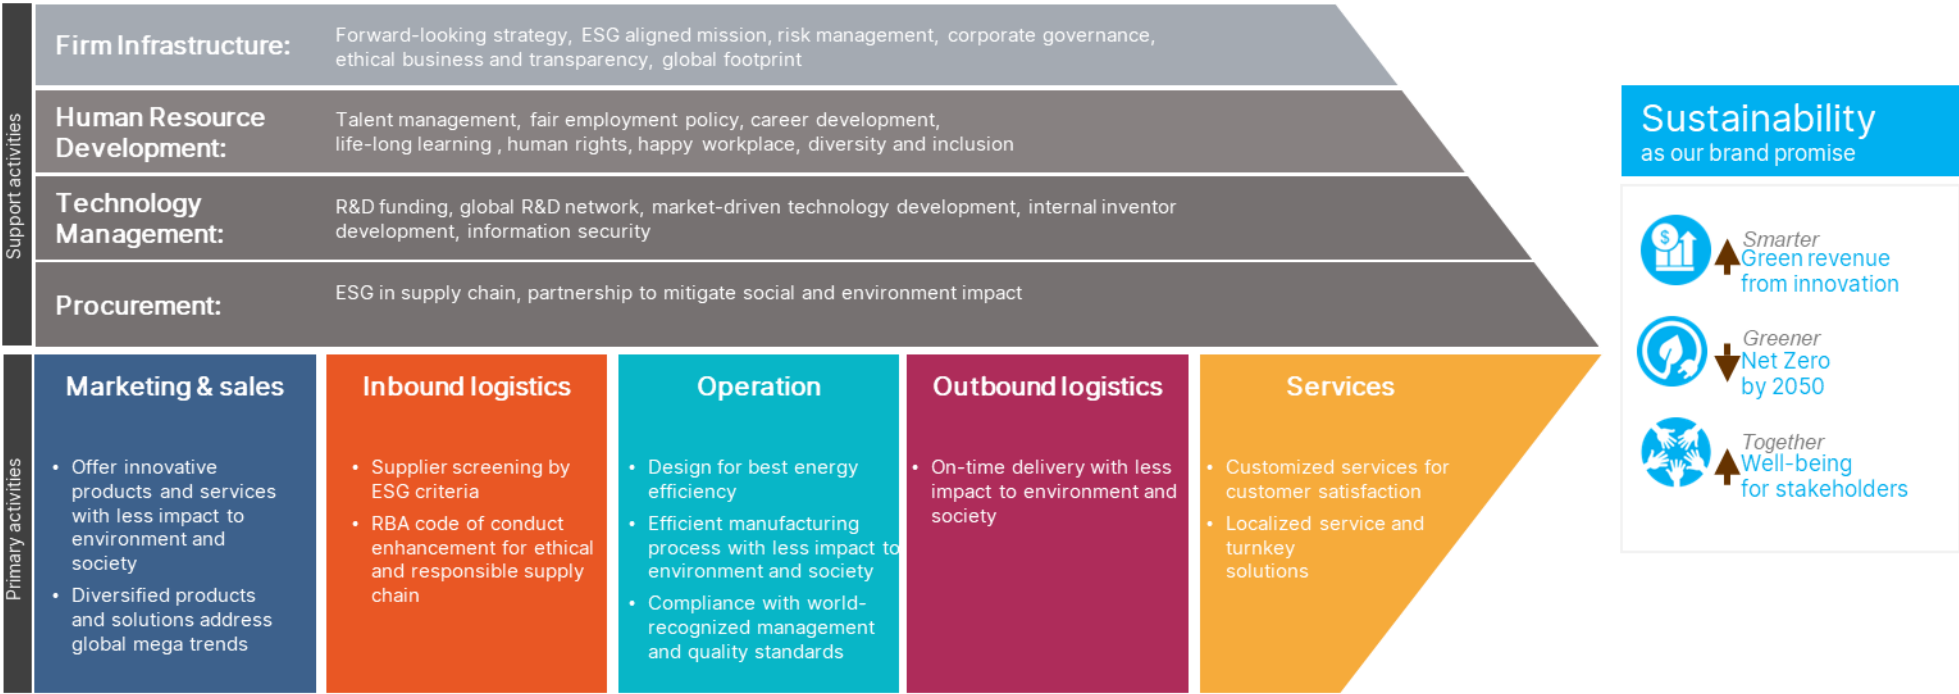 Support activities
Firm Infrastructure:
Forward-looking strategy, ESG aligned mission, risk management, corporate governance,
ethical business and transparency, global footprint
Human Resource
Development:
Talent management, fair employment policy, career development,
life-long learning , human rights, happy workplace, diversity and inclusion
Technology
Management:
R&D funding, global R&D network, market-driven technology development, internal inventor
development, information security
Procurement:
ESG in supply chain, partnership to mitigate social and environment impact
Primary activities
Marketing & sales
• Offer innovative
products and services
with less impact to
environment and
society
• Diversified products
and solutions address
global mega trends
Inbound logistics
• Supplier screening by
ESG criteria
• RBA code of conduct
enhancement for ethical
and responsible supply
chain
Operation
• Design for best energy
efficiency
• Efficient manufacturing
process with less impact to
environment and society
• Compliance with world-
recognized management
and quality standards
Outbound logistics
• On-time delivery with less
impact to environment and
society
Services
• Customized services for
customer satisfaction
• Localized service and
turnkey
solutions
Sustainability
as our brand promise
$
Smarter
Green revenue
from innovation
Greener
Net Zero
by 2050
Together
Well-being
for stakeholders